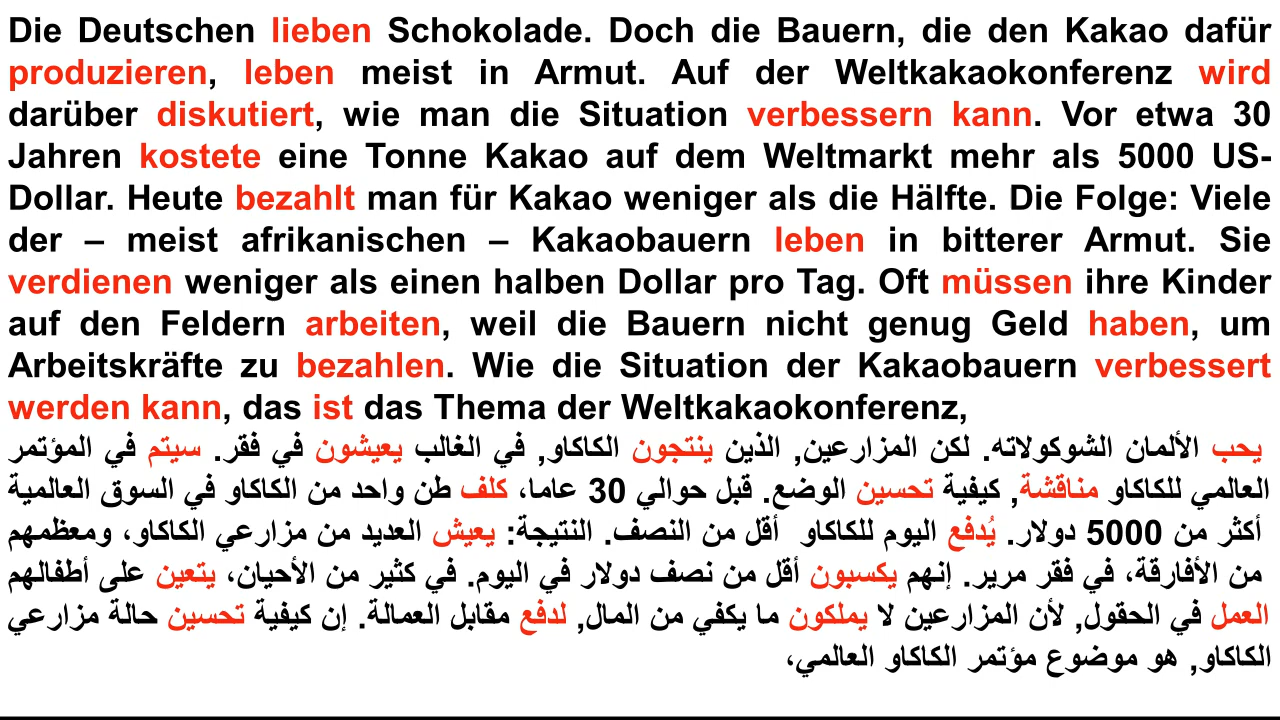 Die Deutschen lieben Schokolade. Doch die Bauern, die den Kakao dafür
produzieren, leben meist in Armut. Auf der Weltkakaokonferenz wird
darüber diskutiert, wie man die Situation verbessern kann. Vor etwa 30
Jahren kostete eine Tonne Kakao auf dem Weltmarkt mehr als 5000 US-
Dollar. Heute bezahlt man für Kakao weniger als die Hälfte. Die Folge: Viele
der – meist afrikanischen – Kakaobauern leben in bitterer Armut. Sie
verdienen weniger als einen halben Dollar pro Tag. Oft müssen ihre Kinder
auf den Feldern arbeiten, weil die Bauern nicht genug Geld haben, um
Arbeitskräfte zu bezahlen. Wie die Situation der Kakaobauern verbessert
werden kann, das ist das Thema der Weltkakaokonferenz,
يحب الألمان الشوكولاته. لكن المزارعين, الذين ينتجون الكاكاو, في الغالب يعيشون في فقر. سيتم في المؤتمر
العالمي للكاكاو مناقشة, كيفية تحسين الوضع. قبل حوالي 30 عاما، كلف طن واحد من الكاكاو في السوق العالمية
أكثر من 5000 دولار. يُدفع اليوم للكاكاو أقل من النصف. النتيجة: يعيش العديد من مزارعي الكاكاو، ومعظمهم
من الأفارقة، في فقر مرير. إنهم يكسبون أقل من نصف دولار في اليوم. في كثير من الأحيان، يتعين على أطفالهم
العمل في الحقول, لأن المزارعين لا يملكون ما يكفي من المال, لدفع مقابل العمالة. إن كيفية تحسين حالة مزارعي
الكاكاو, هو موضوع مؤتمر الكاكاو العالمي،